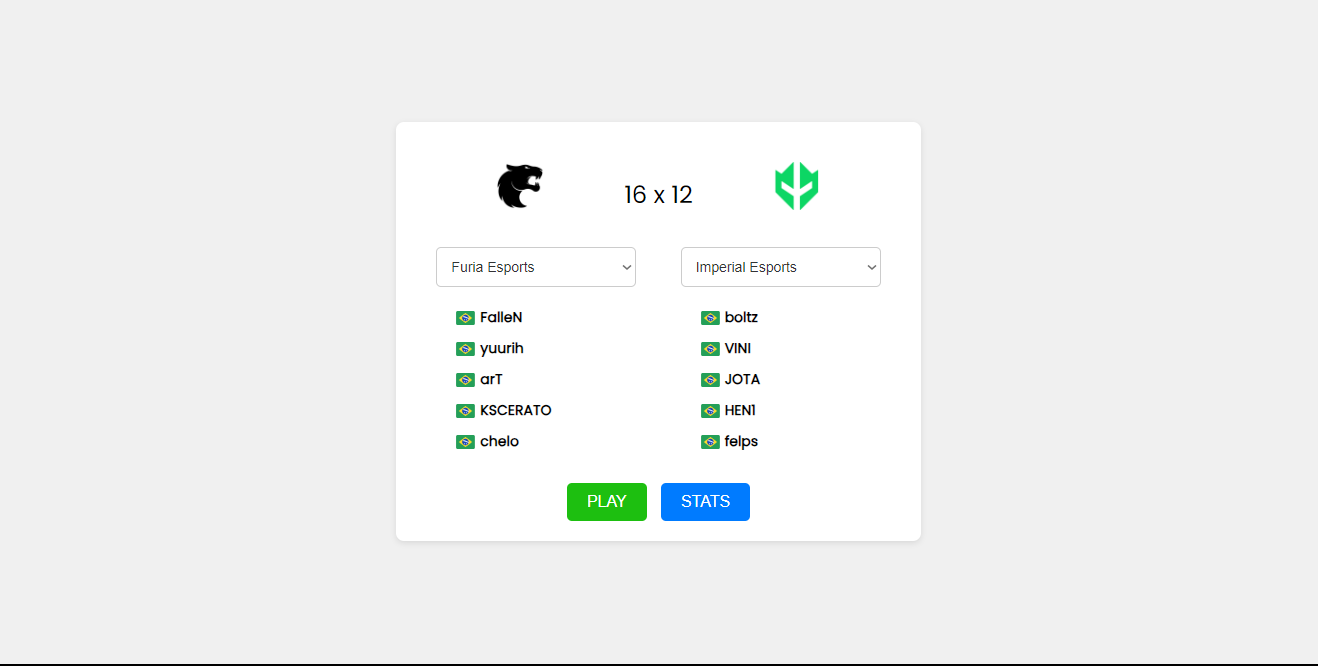 16 x 12
Furia Esports
Imperial Esports
FalleN
yuurih
arT
KSCERATO
chelo
boltz
VINI
JOTA
HEN1
felps
PLAY
STATS